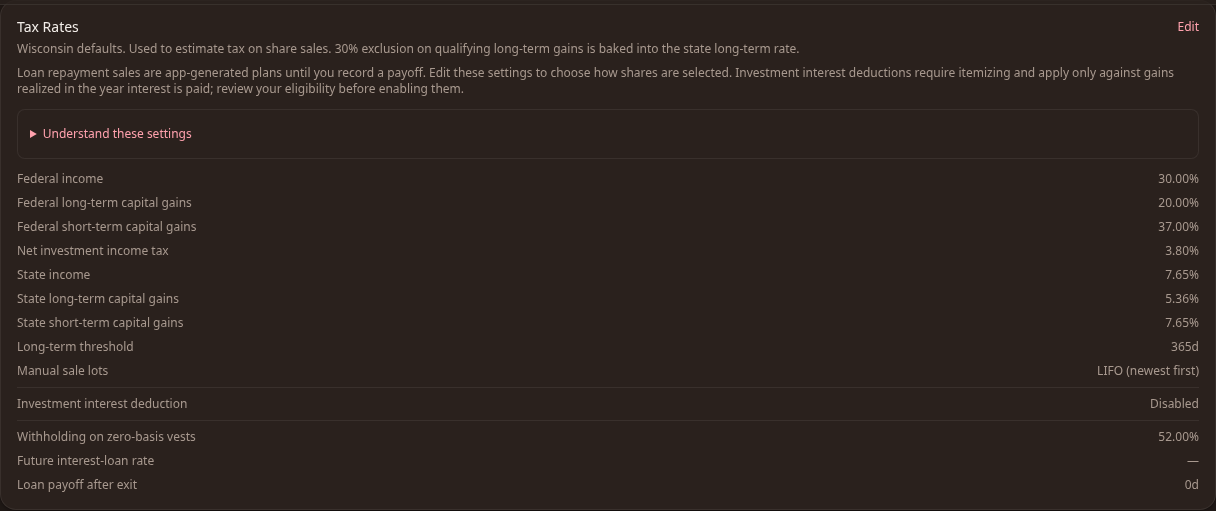 Tax Rates
Edit
Wisconsin defaults. Used to estimate tax on share sales. 30% exclusion on qualifying long-term gains is baked into the state long-term rate.
Loan repayment sales are app-generated plans until you record a payoff. Edit these settings to choose how shares are selected. Investment interest deductions require itemizing and apply only against gains
realized in the year interest is paid; review your eligibility before enabling them.
▶ Understand these settings
Federal income 30.00%
Federal long-term capital gains 20.00%
Federal short-term capital gains 37.00%
Net investment income tax 3.80%
State income 7.65%
State long-term capital gains 5.36%
State short-term capital gains 7.65%
Long-term threshold 365d
Manual sale lots LIFO (newest first)
Investment interest deduction Disabled
Withholding on zero-basis vests 52.00%
Future interest-loan rate —
Loan payoff after exit 0d